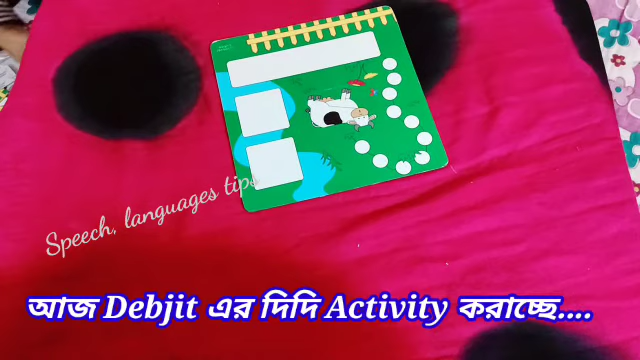 Speech, languages tips
আজ Debjit এর দিদি Activity করাচ্ছে....